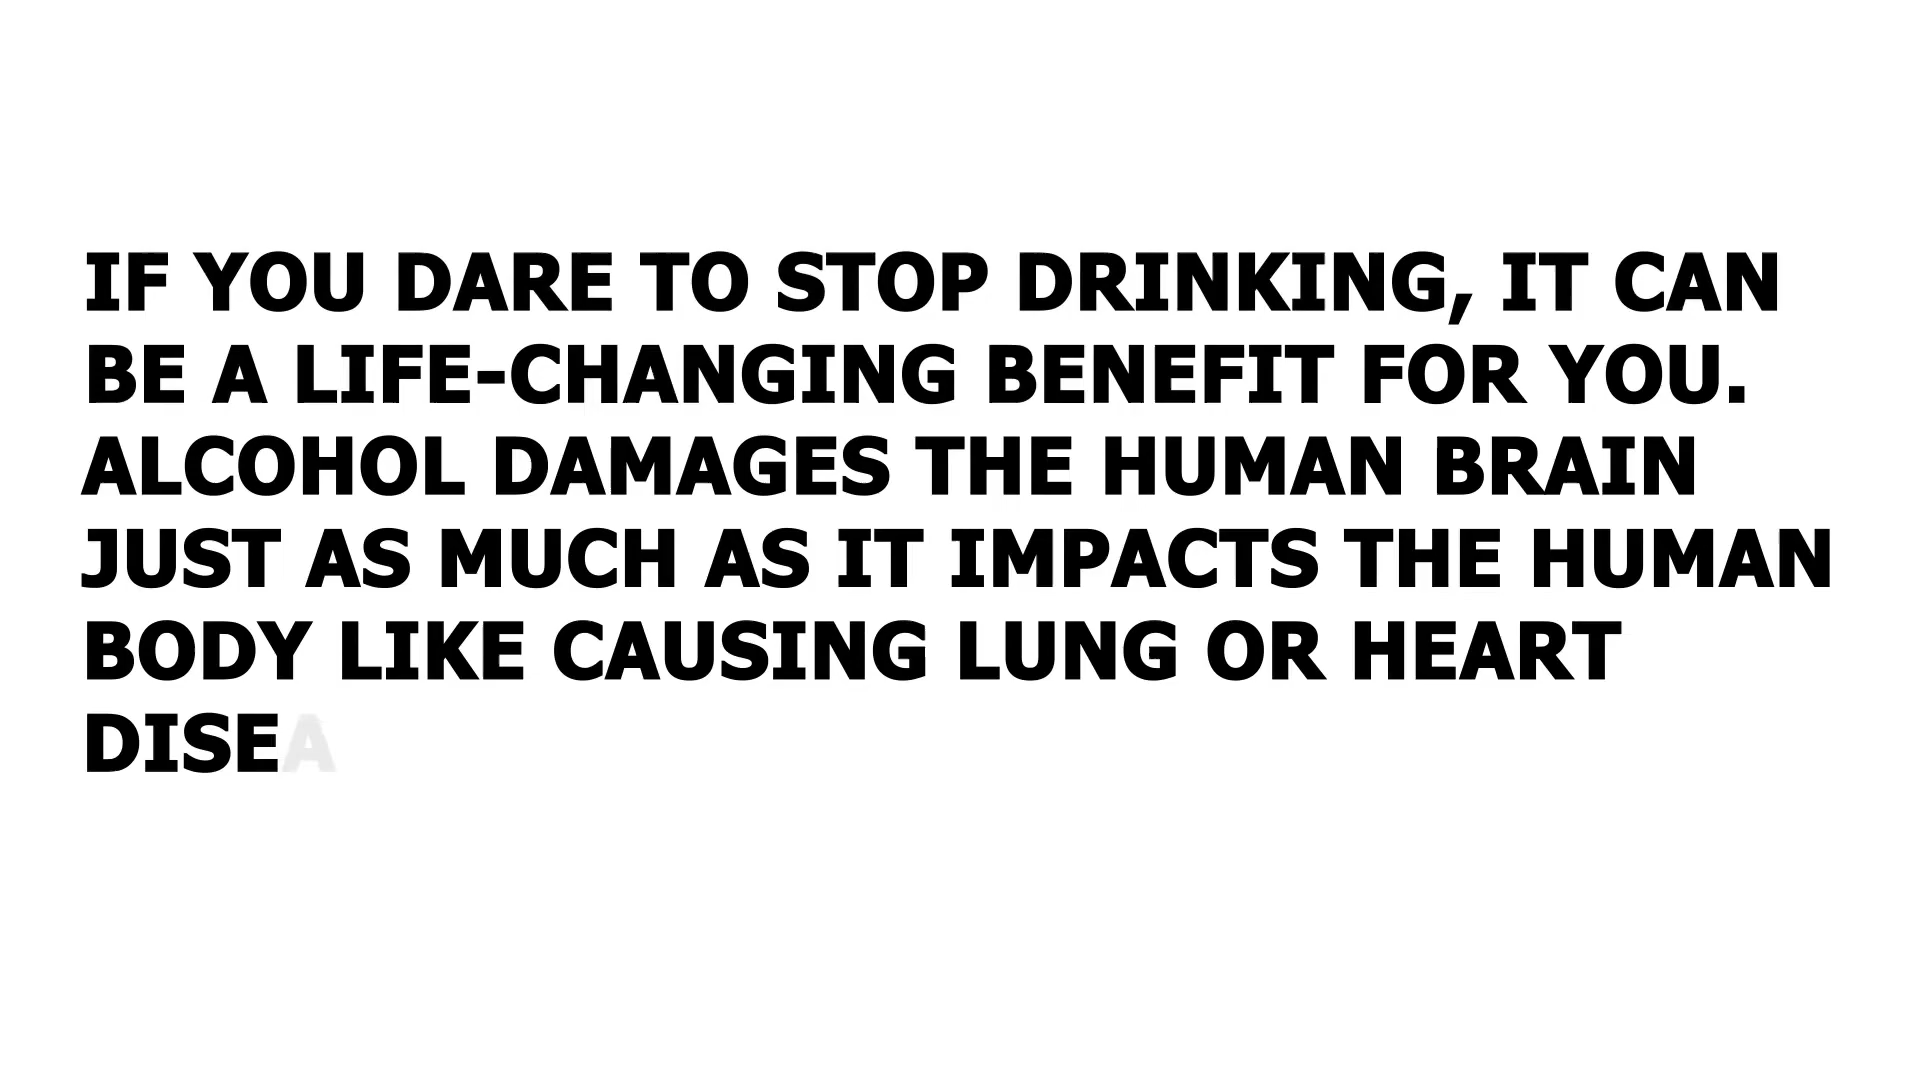 IF YOU DARE TO STOP DRINKING, IT CAN
BE A LIFE-CHANGING BENEFIT FOR YOU.
ALCOHOL DAMAGES THE HUMAN BRAIN
JUST AS MUCH AS IT IMPACTS THE HUMAN
BODY LIKE CAUSING LUNG OR HEART
DISEA